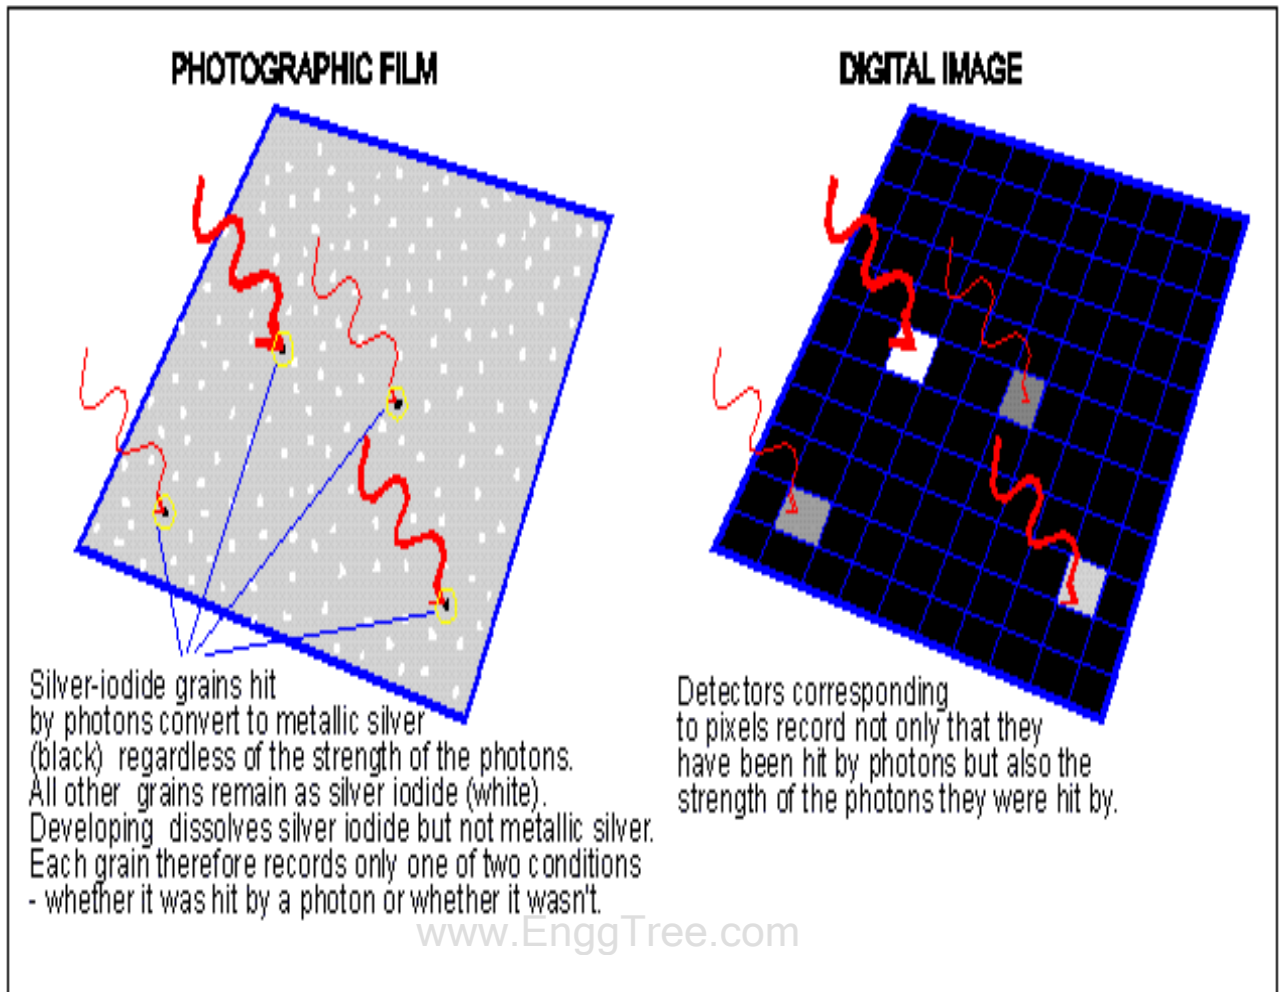 PHOTOGRAPHIC FILM
DIGITAL IMAGE
Silver-iodide grains hit
by photons convert to metallic silver
(black) regardless of the strength of the photons.
All other grains remain as silver iodide (white).
Developing dissolves silver iodide but not metallic silver.
Each grain therefore records only one of two conditions
- whether it was hit by a photon or whether it wasn't.
Detectors corresponding
to pixels record not only that they
have been hit by photons but also the
strength of the photons they were hit by.
www.EnggTree.com